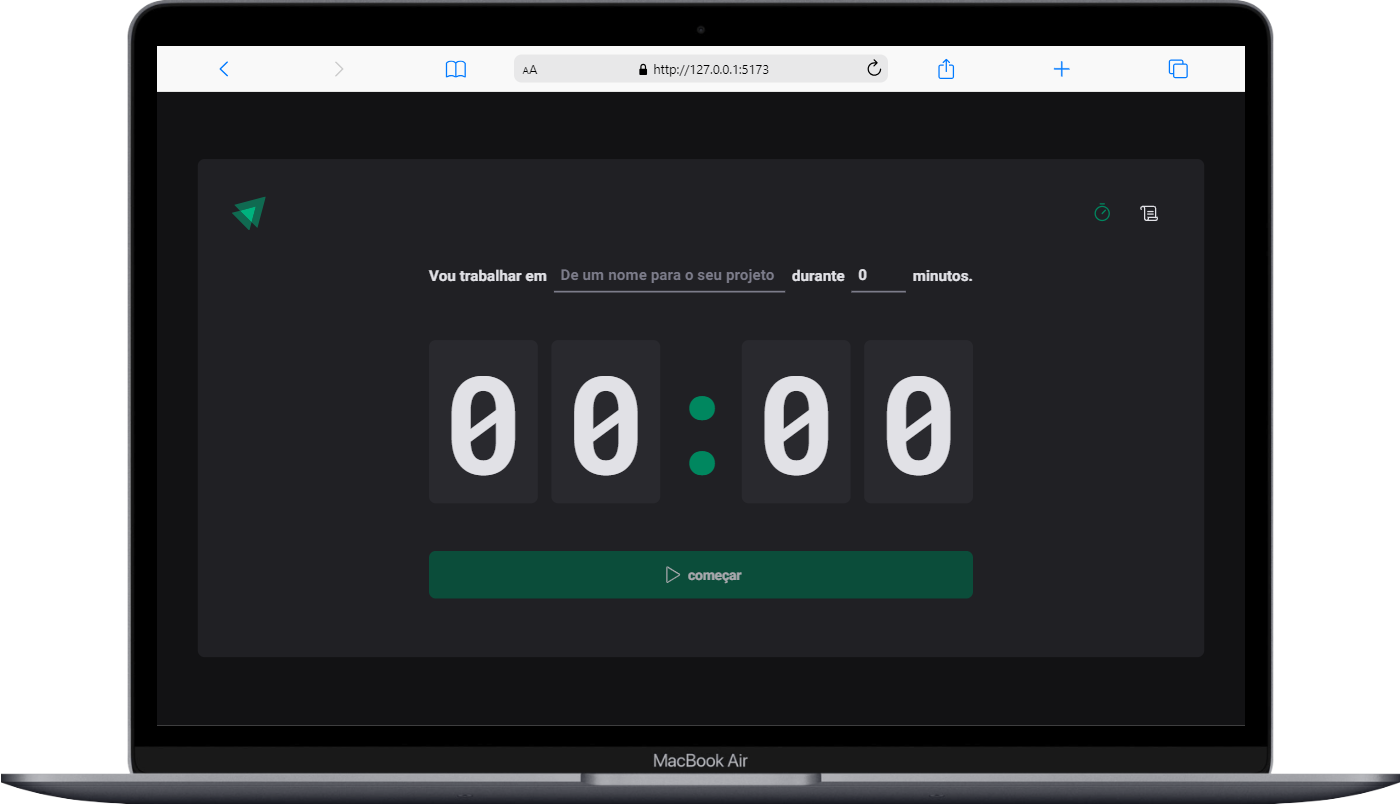 AA http://127.0.0.1:5173
Vou trabalhar em De um nome para o seu projeto durante 0 minutos.
00:00
começar
MacBook Air